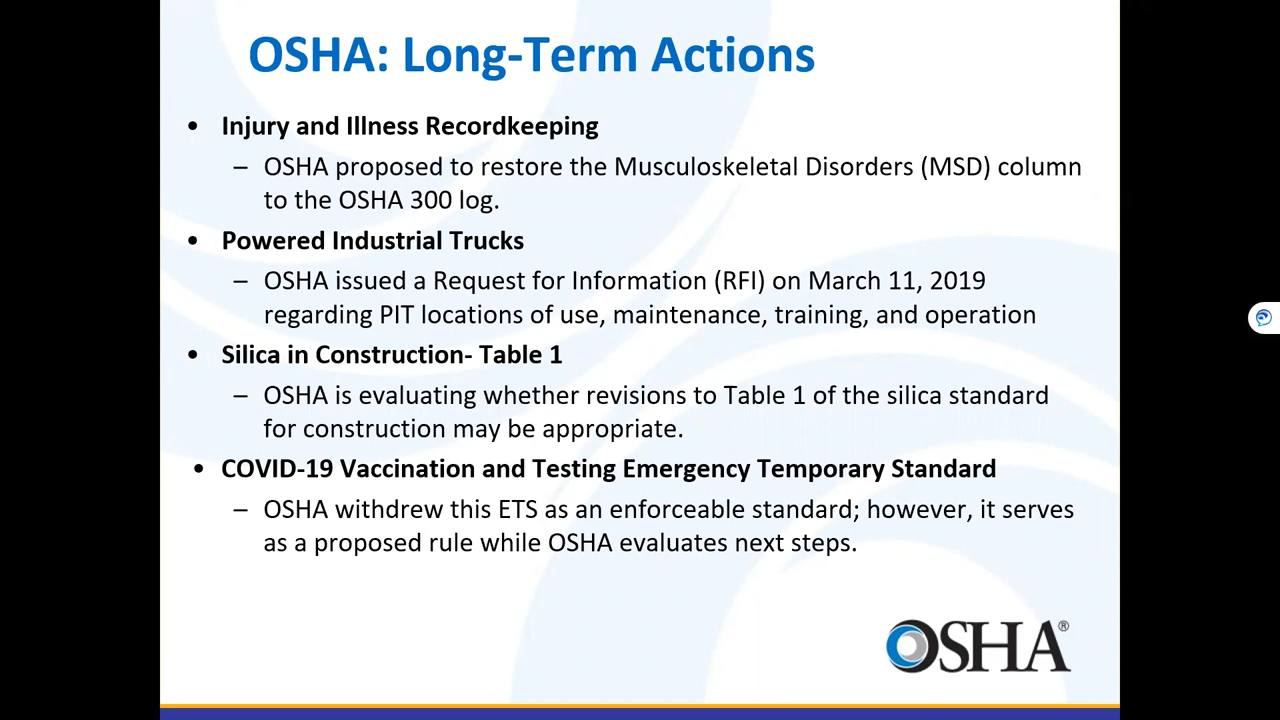 OSHA: Long-Term Actions
• Injury and Illness Recordkeeping
– OSHA proposed to restore the Musculoskeletal Disorders (MSD) column
to the OSHA 300 log.
• Powered Industrial Trucks
– OSHA issued a Request for Information (RFI) on March 11, 2019
regarding PIT locations of use, maintenance, training, and operation
• Silica in Construction- Table 1
– OSHA is evaluating whether revisions to Table 1 of the silica standard
for construction may be appropriate.
• COVID-19 Vaccination and Testing Emergency Temporary Standard
– OSHA withdrew this ETS as an enforceable standard; however, it serves
as a proposed rule while OSHA evaluates next steps.
OSHA®